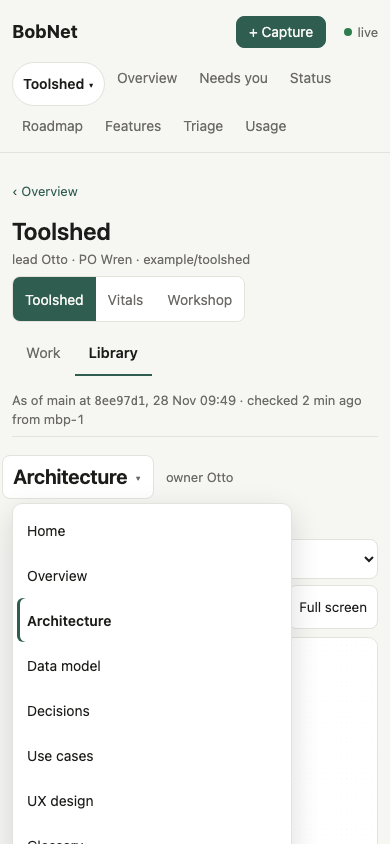 BobNet
+ Capture
live
Toolshed ▾
Overview
Needs you
Status
Roadmap
Features
Triage
Usage
‹ Overview
Toolshed
lead Otto · PO Wren · example/toolshed
Toolshed
Vitals
Workshop
Work
Library
As of main at 8ee97d1, 28 Nov 09:49 · checked 2 min ago
from mbp-1
Architecture ▾
owner Otto
Home
Overview
Full screen
Architecture
Data model
Decisions
Use cases
UX design